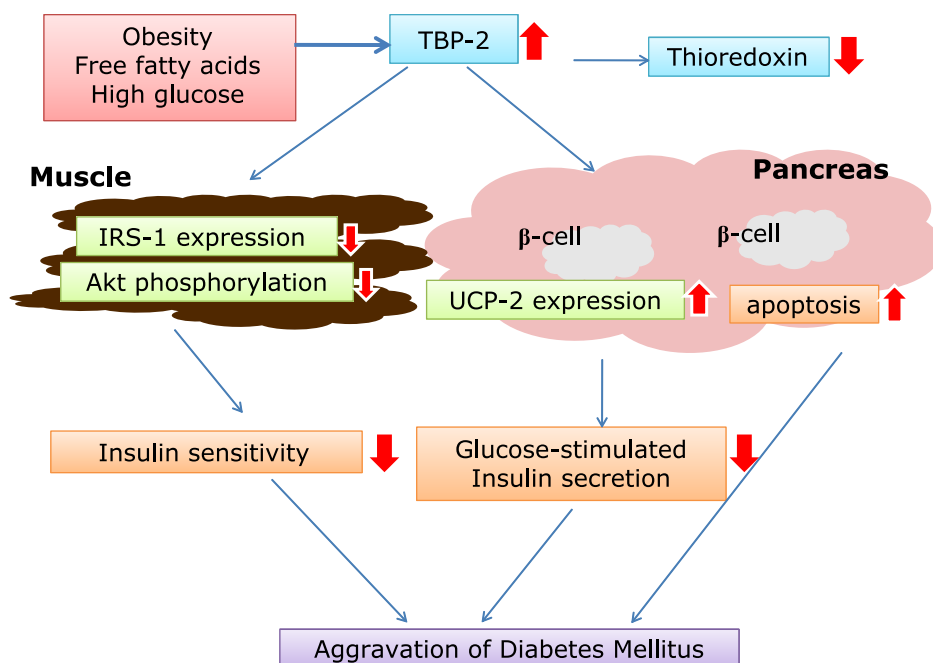 Obesity
Free fatty acids
High glucose
TBP-2
Thioredoxin
Muscle
Pancreas
IRS-1 expression
Akt phosphorylation
β-cell
β-cell
UCP-2 expression
apoptosis
Insulin sensitivity
Glucose-stimulated
Insulin secretion
Aggravation of Diabetes Mellitus